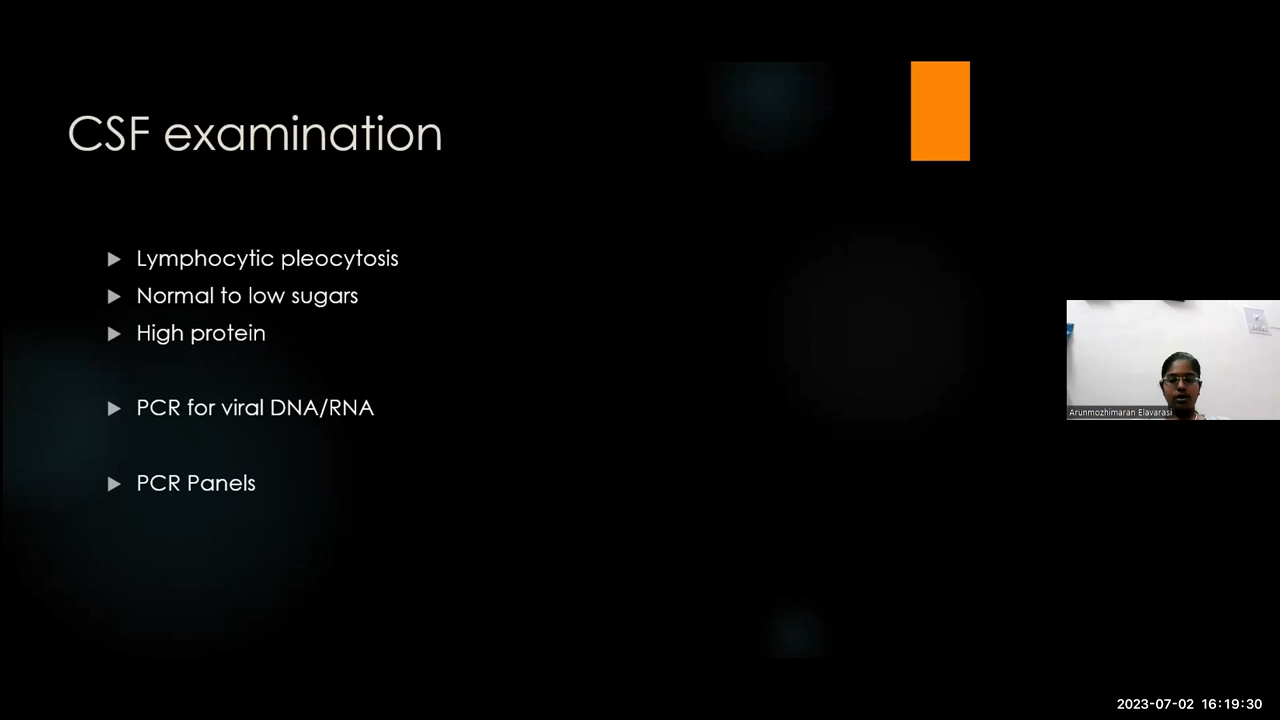 CSF examination
Lymphocytic pleocytosis
Normal to low sugars
High protein
PCR for viral DNA/RNA
PCR Panels
Arunmozhimaran Elavarasi
2023-07-02 16:19:30